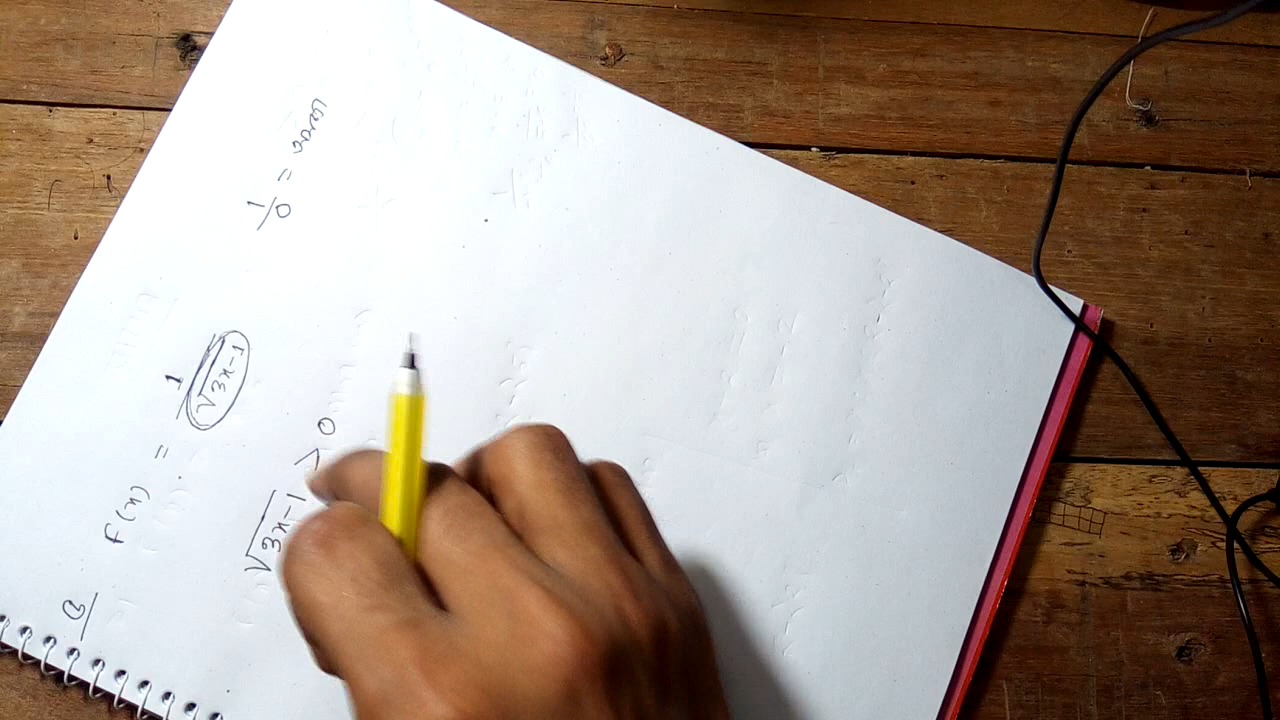 f(x) = 1/√(3x-1)
1/0 =
√(3x-1) > 0